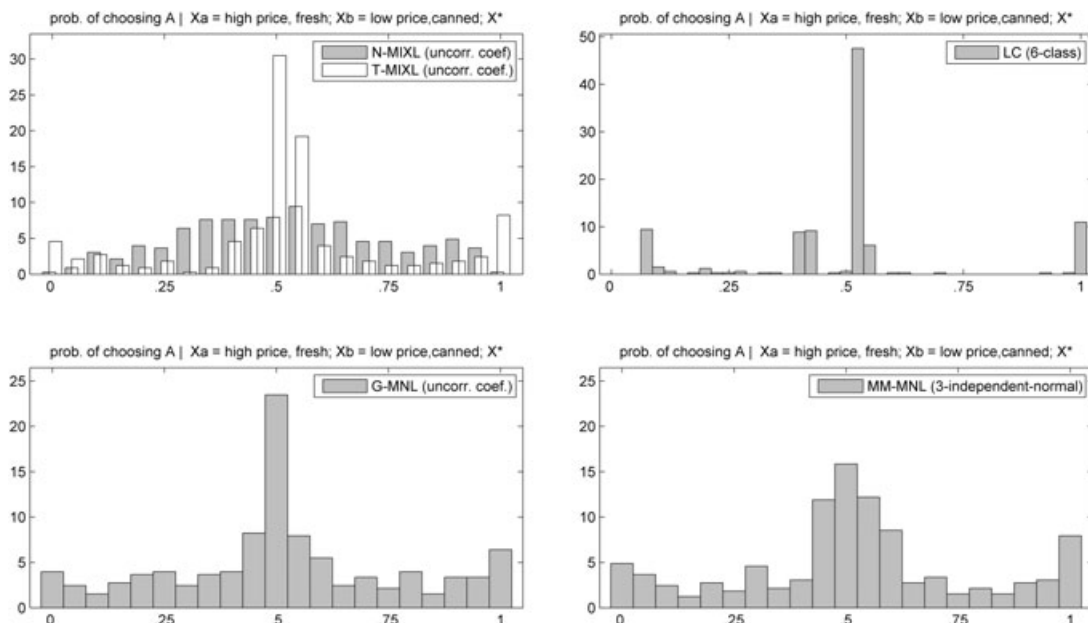 prob of choosing A | Xa = high price, fresh; Xb = low price,canned; X*
N-MIXL (uncorr. coef)
T-MIXL (uncorr. coef.)
30
25
20
15
10
5
0
0 .25 .5 .75 1
prob. of choosing A | Xa = high price, fresh; Xb = low price,canned; X*
LC (6-class)
50
40
30
20
10
0
0 .25 .5 .75 1
prob. of choosing A | Xa = high price, fresh; Xb = low price,canned; X*
G-MNL (uncorr. coef.)
25
20
15
10
5
0
0 .25 .5 .75 1
prob. of choosing A | Xa = high price, fresh; Xb = low price,canned; X*
MM-MNL (3-independent-normal)
25
20
15
10
5
0
0 .25 .5 .75 1